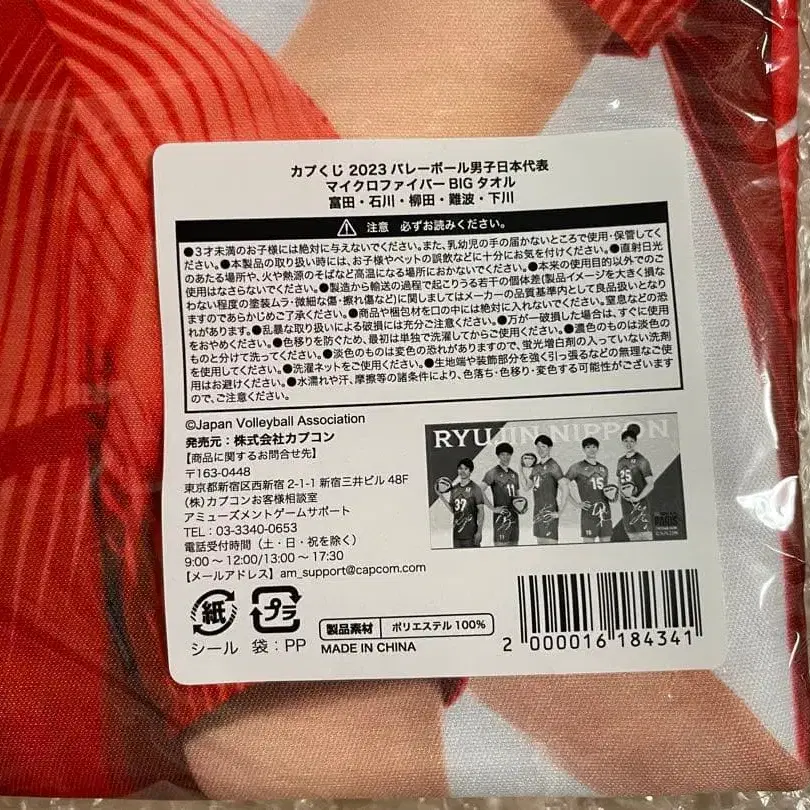 カプくじ 2023 バレーボール男子日本代表
マイクロファイバーBIGタオル
富田・石川・柳田・難波・下川
注意 必ずお読みください。
●3才未満のお子様には絶対に与えないでください。また、乳幼児の手の届かないところで使用・保管してく
ださい。●本製品の取り扱い時には、お子様やペットの誤飲などに十分にお気を付けください。●直射日光
のあたる場所や、火や熱源のそばなど高温になる場所におかないでください。●本来の使用目的以外でのご
使用はなさらないでください。●製造から輸送の過程で起こりうる若干の個体差(製品イメージを大きく損な
わない程度の塗装ムラ・微細な傷・擦れ傷など)に関しましてはメーカーの品質基準内として良品扱いとなり
ますのであらかじめご了承ください。●商品や梱包材を口の中には絶対に入れないでください。窒息などの恐
れがあります。●乱暴な取り扱いによる破損には充分ご注意ください。●万が一破損した場合は、すぐに使用
をおやめください。●色移りを防ぐため、最初は単独で洗濯してからご使用ください。●濃色のものは淡色の
ものと分けて洗ってください。●淡色のものは変色の恐れがありますので、蛍光増白剤の入っていない洗剤
を使用してください。●洗濯ネットをご使用ください。●生地端や装飾部分を強く引っ張るなどの無理なご使
用はお避けください。●水濡れや汗、摩擦等の諸条件により、色落ち・色移り・変色する可能性がございます
ので、ご注意ください。
©Japan Volleyball Association
発売元：株式会社カプコン
【商品に関するお問合せ先】
〒163-0448
東京都新宿区西新宿 2-1-1 新宿三井ビル 48F
(株)カプコンお客様相談室
アミューズメントゲームサポート
TEL：03-3340-0653
電話受付時間（土・日・祝を除く）
9:00～12:00/13:00～17:30
【メールアドレス】am_support@capcom.com
RYUJIN NIPPON
37
11
14
15
25
紙
プラ
シール 袋：PP
製品素材 ポリエステル100%
MADE IN CHINA
2 000016 184341